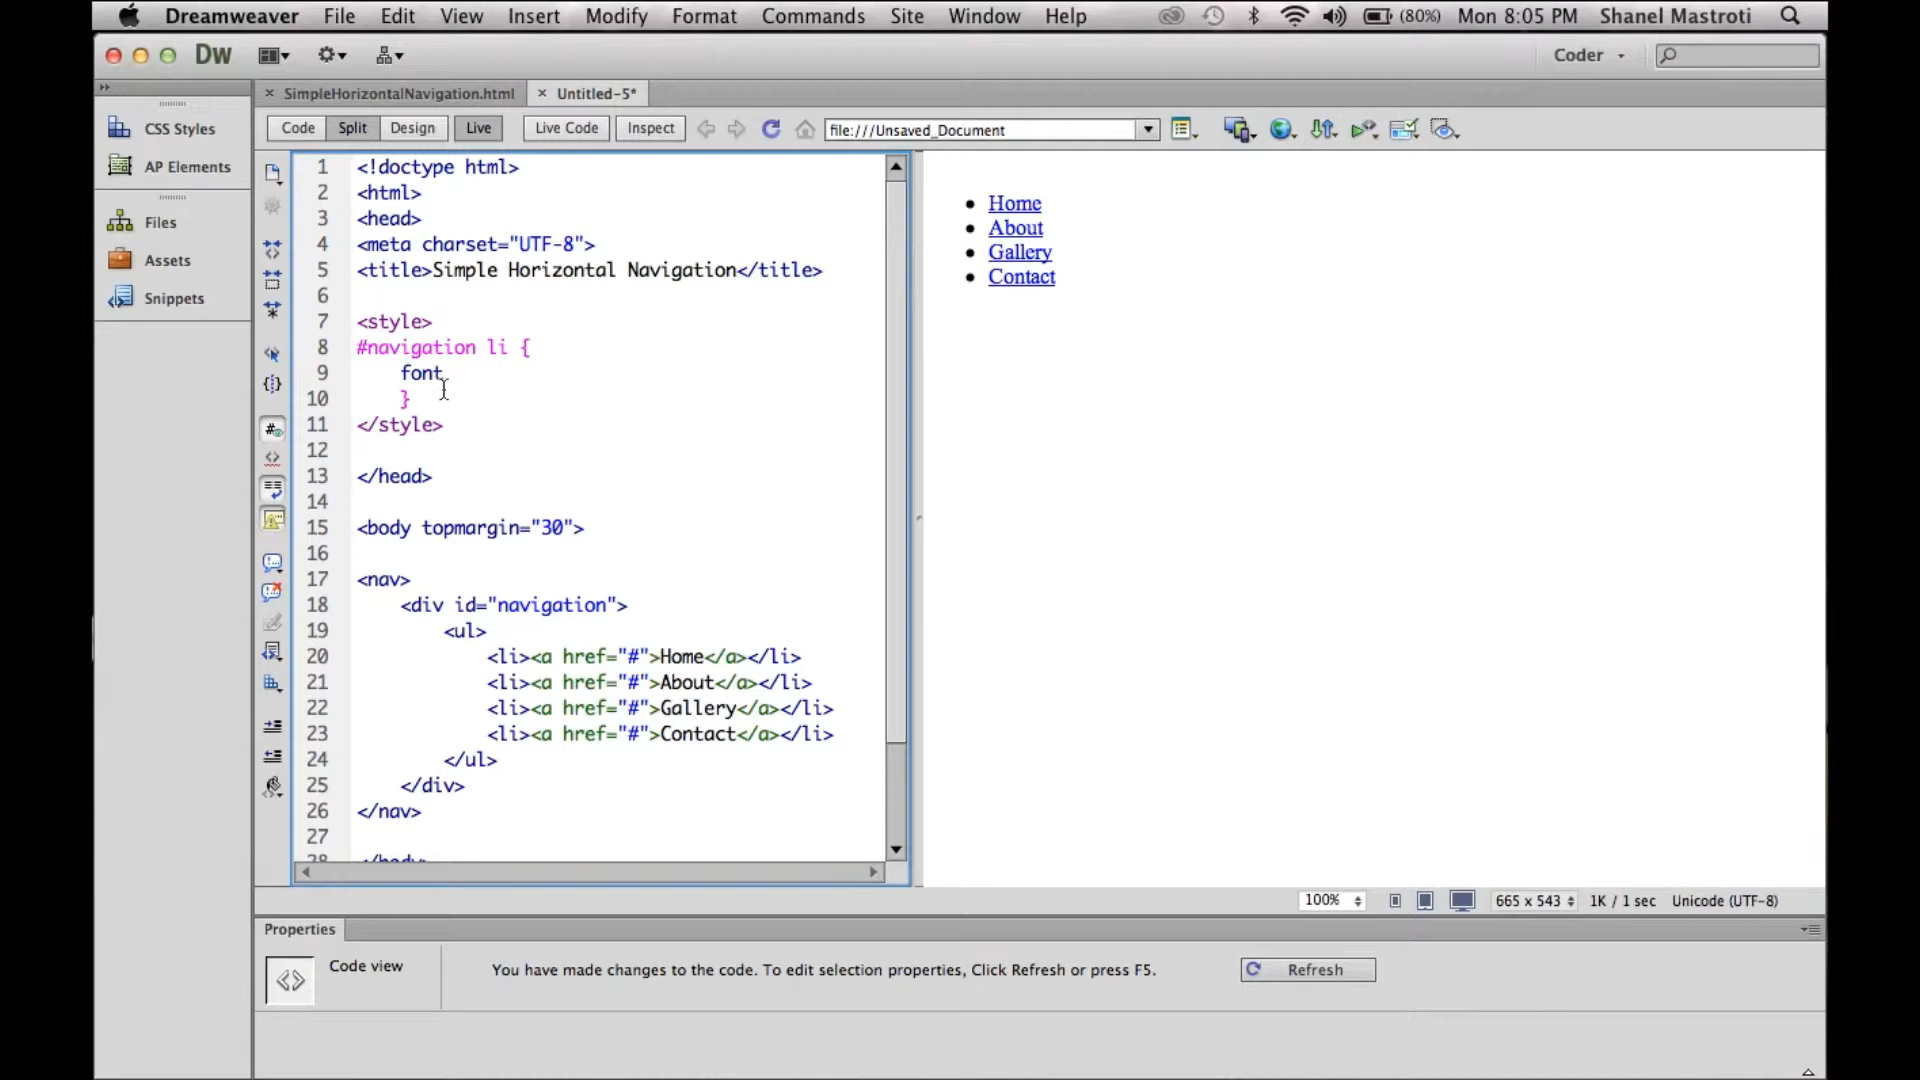 Dreamweaver File Edit View Insert Modify Format Commands Site Window Help (80%) Mon 8:05 PM Shanel Mastroti
Dw Coder
SimpleHorizontalNavigation.html Untitled-5*
Code Split Design Live Live Code Inspect file:///Unsaved_Document
CSS Styles
AP Elements
Files
Assets
Snippets
1 <!doctype html>
2 <html>
3 <head>
4 <meta charset="UTF-8">
5 <title>Simple Horizontal Navigation</title>
6
7 <style>
8 #navigation li {
9 font
10 }
11 </style>
12
13 </head>
14
15 <body topmargin="30">
16
17 <nav>
18 <div id="navigation">
19 <ul>
20 <li><a href="#">Home</a></li>
21 <li><a href="#">About</a></li>
22 <li><a href="#">Gallery</a></li>
23 <li><a href="#">Contact</a></li>
24 </ul>
25 </div>
26 </nav>
27
28 </body>
Home
About
Gallery
Contact
100% 665 x 543 1K / 1 sec Unicode (UTF-8)
Properties
Code view
You have made changes to the code. To edit selection properties, Click Refresh or press F5.
Refresh